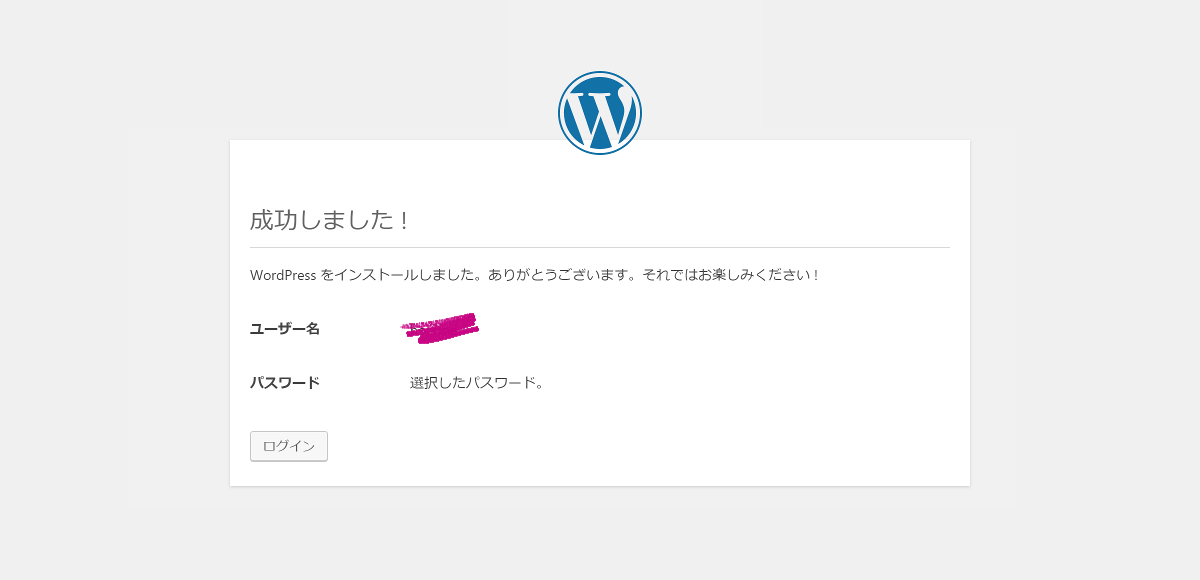 成功しました !
WordPress をインストールしました。ありがとうございます。それではお楽しみください !
ユーザー名
パスワード 選択したパスワード。
ログイン